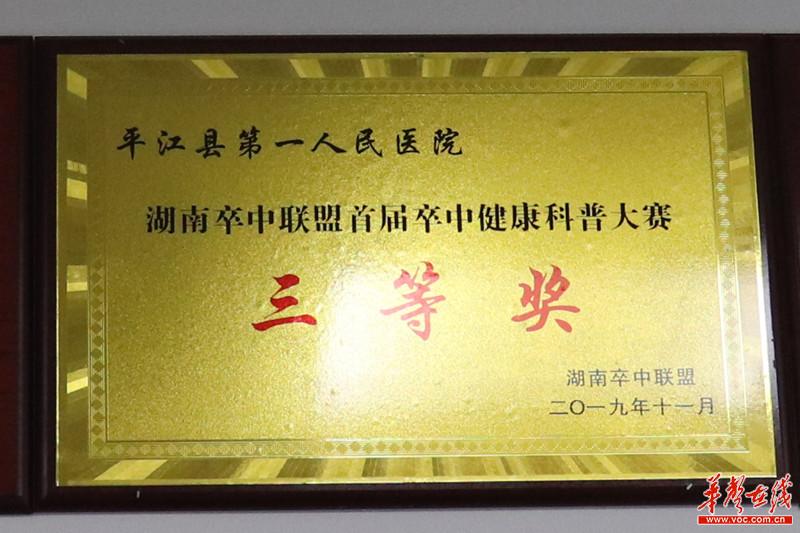 平江县第一人民医院
湖南卒中联盟首届卒中健康科普大赛
三等奖
湖南卒中联盟
二〇一九年十一月
华声在线
www.voc.com.cn